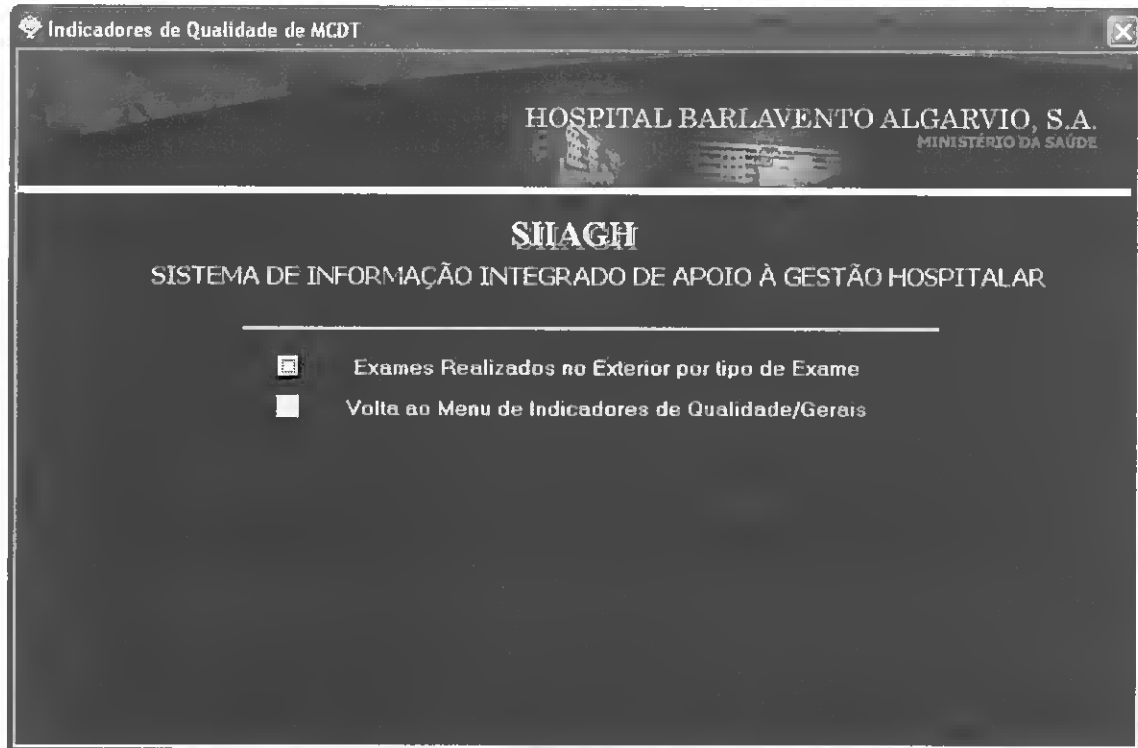 Indicadores de Qualidade de MCDT
HOSPITAL BARLAVENTO ALGARVIO, S.A.
MINISTÉRIO DA SAÚDE
SIIAGH
SISTEMA DE INFORMAÇÃO INTEGRADO DE APOIO À GESTÃO HOSPITALAR
Exames Realizados no Exterior por tipo de Exame
Volta ao Menu de Indicadores de Qualidade/Gerais